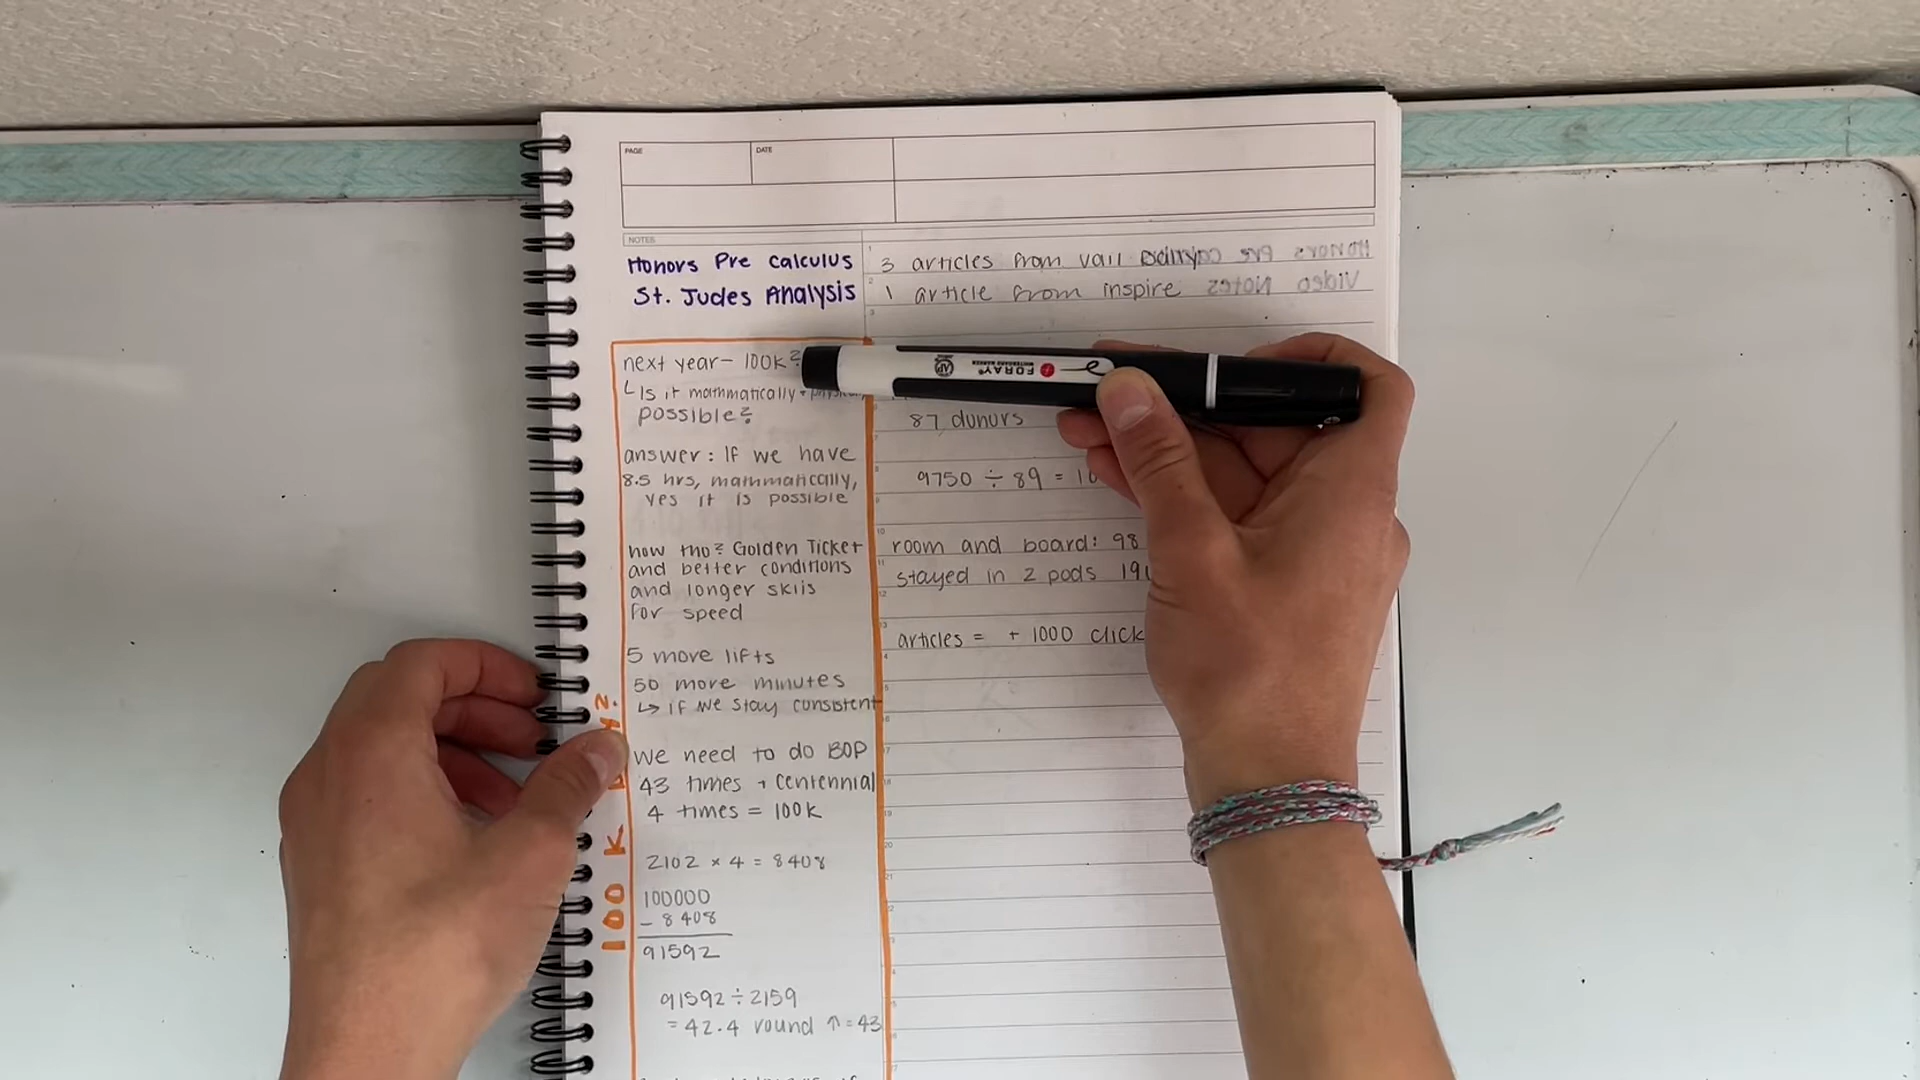 PAGE
DATE
NOTES
Honors Pre Calculus
St. Judes Analysis
next year- 100K?
↳ Is it mathmatically +
possible?
answer: If we have
8.5 hrs, mathmatically,
yes it is possible
how tho? Golden Ticket
and better conditions
and longer skiis
for speed
5 more lifts
50 more minutes
↳ if we stay consistent
We need to do BOP
43 times + Centennial
4 times = 100K
2102 × 4 = 8408
100000
- 8408
91592
91592 ÷ 2159
= 42.4 round ↑ = 43
100 K
3 articles from vail
1 article from inspire
87 donors
9750 ÷ 89 = 10
room and board: 98
stayed in 2 pods 19
articles = + 1000 click
FORAY
AP